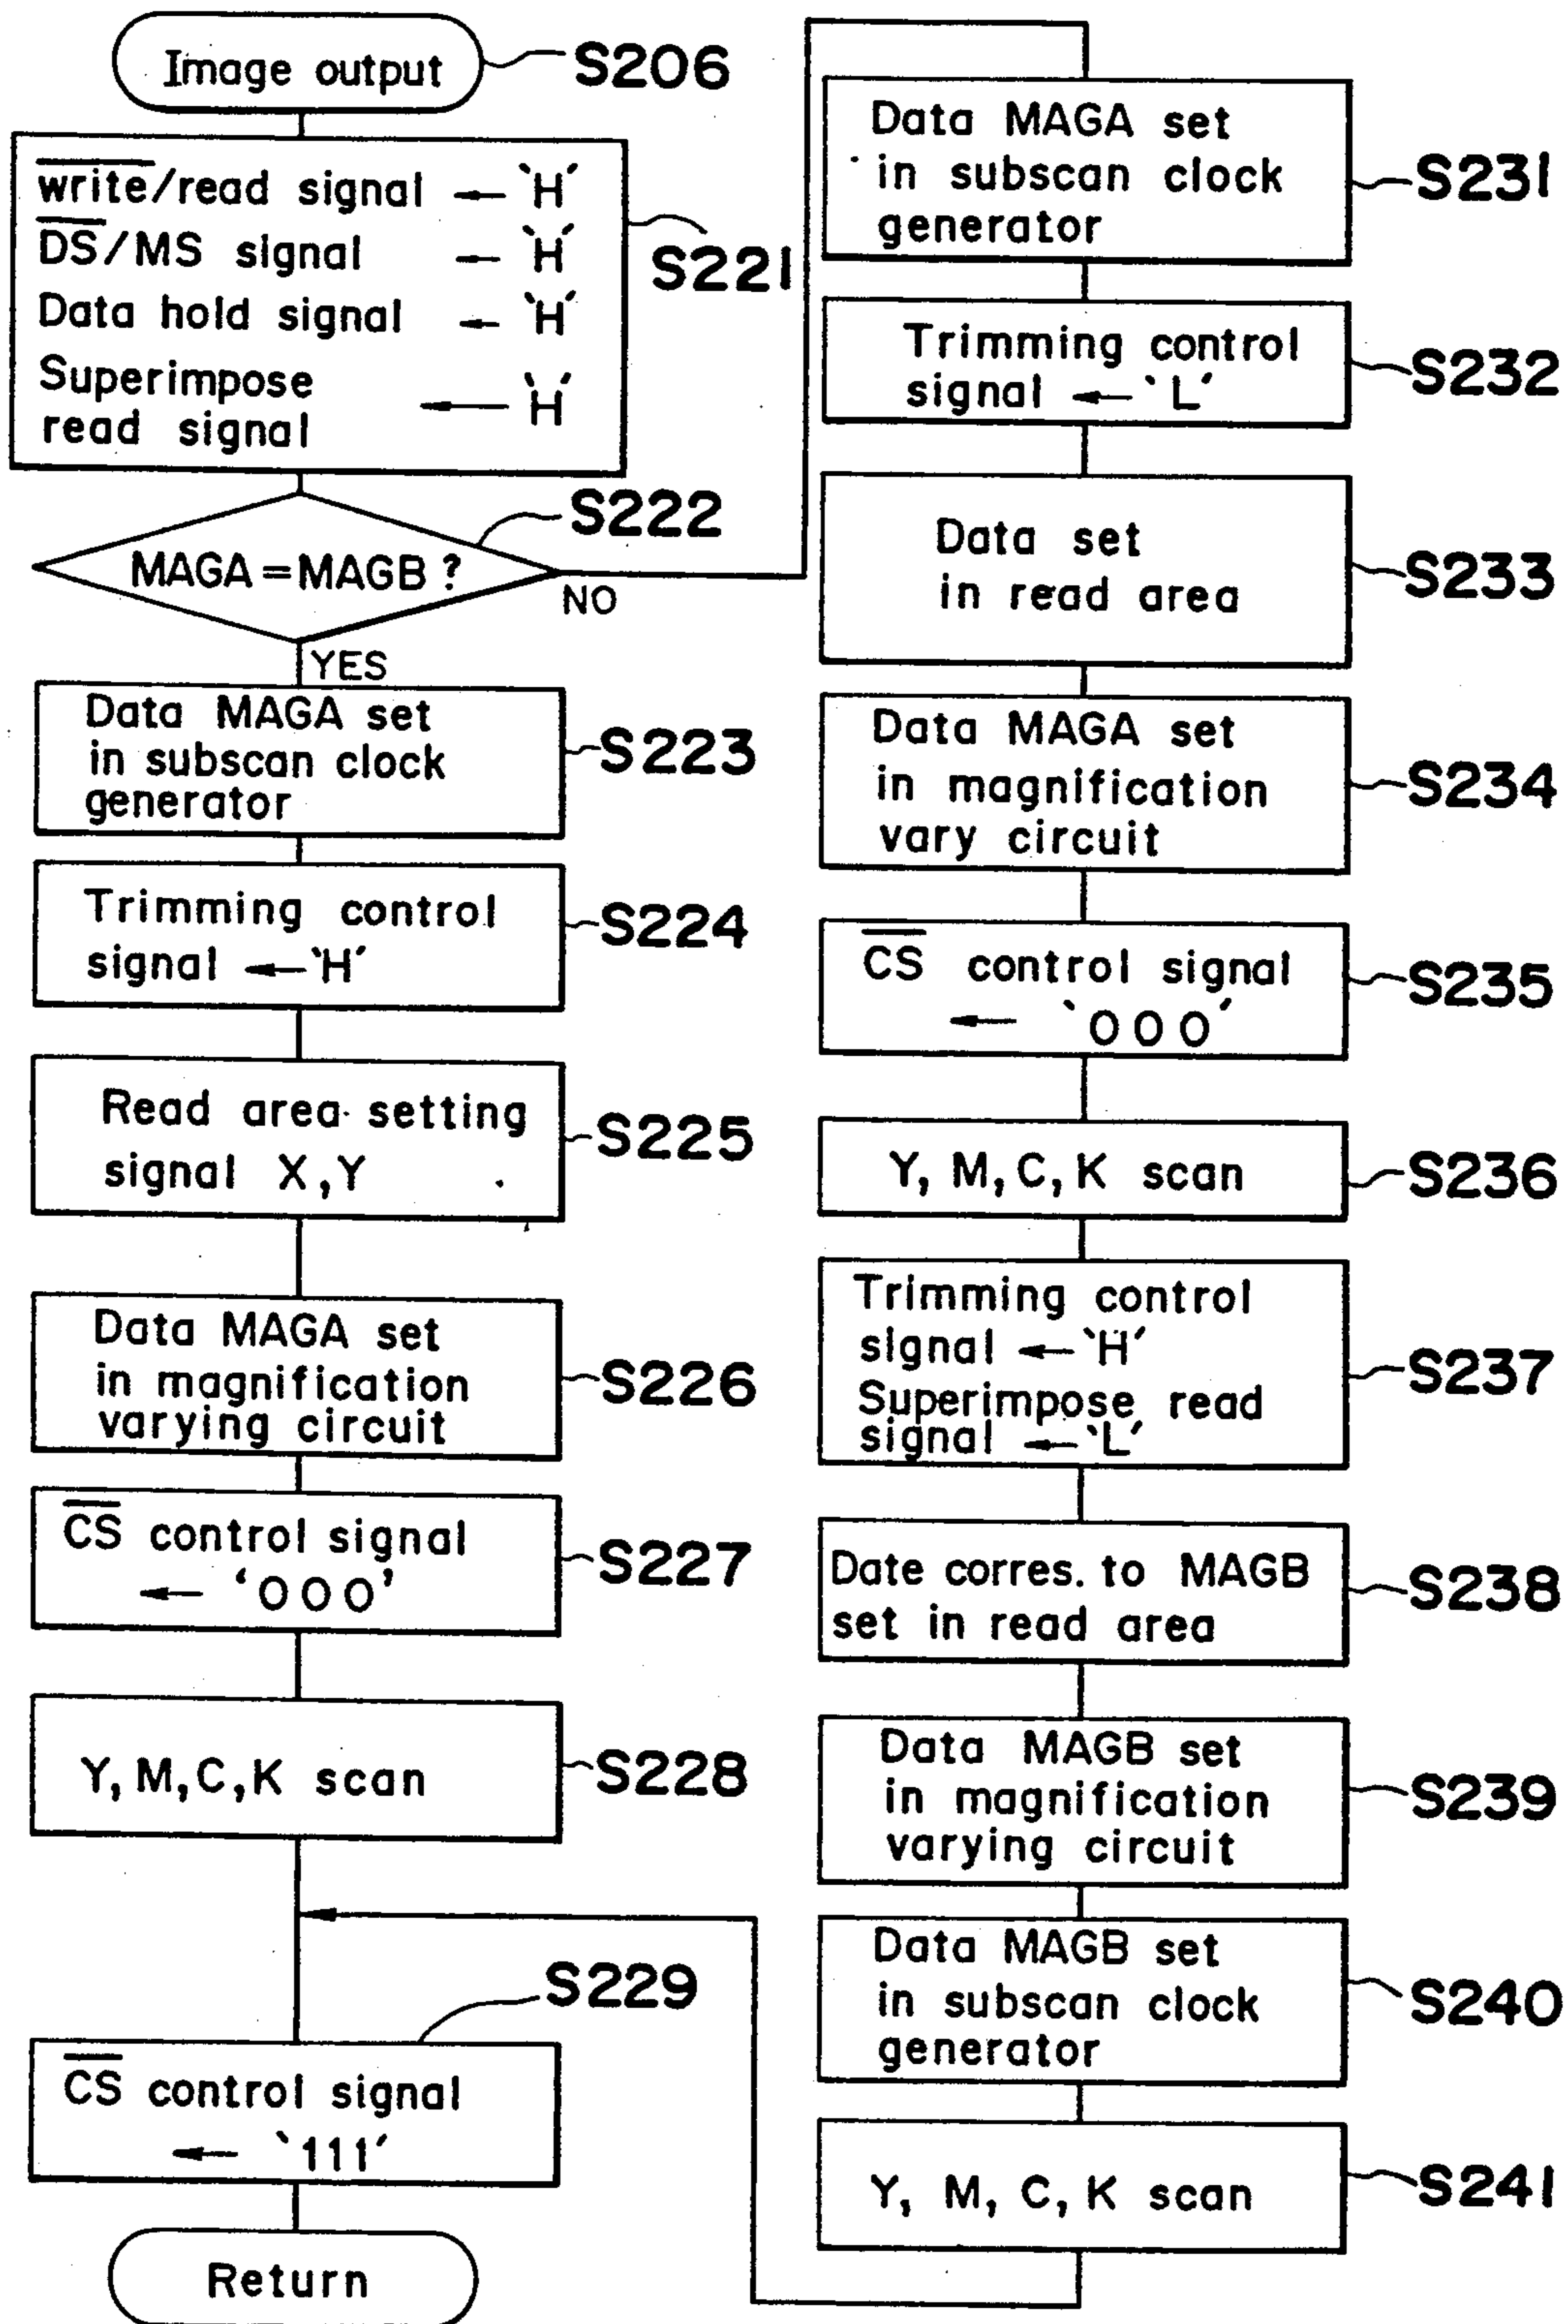 Image output
S206
w̅r̅i̅t̅e̅/read signal ← 'H'
D̅S̅/MS signal ← 'H'
Data hold signal ← 'H'
Superimpose
read signal ← 'H'
S221
MAGA=MAGB?
S222
NO
YES
Data MAGA set
in subscan clock
generator
S223
Trimming control
signal ← 'H'
S224
Read area setting
signal X,Y
S225
Data MAGA set
in magnification
varying circuit
S226
C̅S̅ control signal
← '000'
S227
Y, M, C, K scan
S228
S229
C̅S̅ control signal
← '111'
Return
Data MAGA set
in subscan clock
generator
S231
Trimming control
signal ← 'L'
S232
Data set
in read area
S233
Data MAGA set
in magnification
vary circuit
S234
C̅S̅ control signal
← '000'
S235
Y, M, C, K scan
S236
Trimming control
signal ← 'H'
Superimpose read
signal ← 'L'
S237
Date corres. to MAGB
set in read area
S238
Data MAGB set
in magnification
varying circuit
S239
Data MAGB set
in subscan clock
generator
S240
Y, M, C, K scan
S241